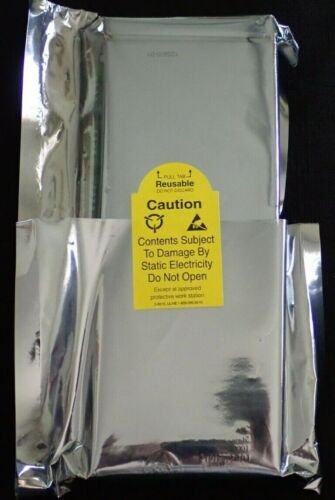 PULL TAB
Reusable
DO NOT DISCARD
Caution
Contents Subject
To Damage By
Static Electricity
Do Not Open
Except at approved
protective work station